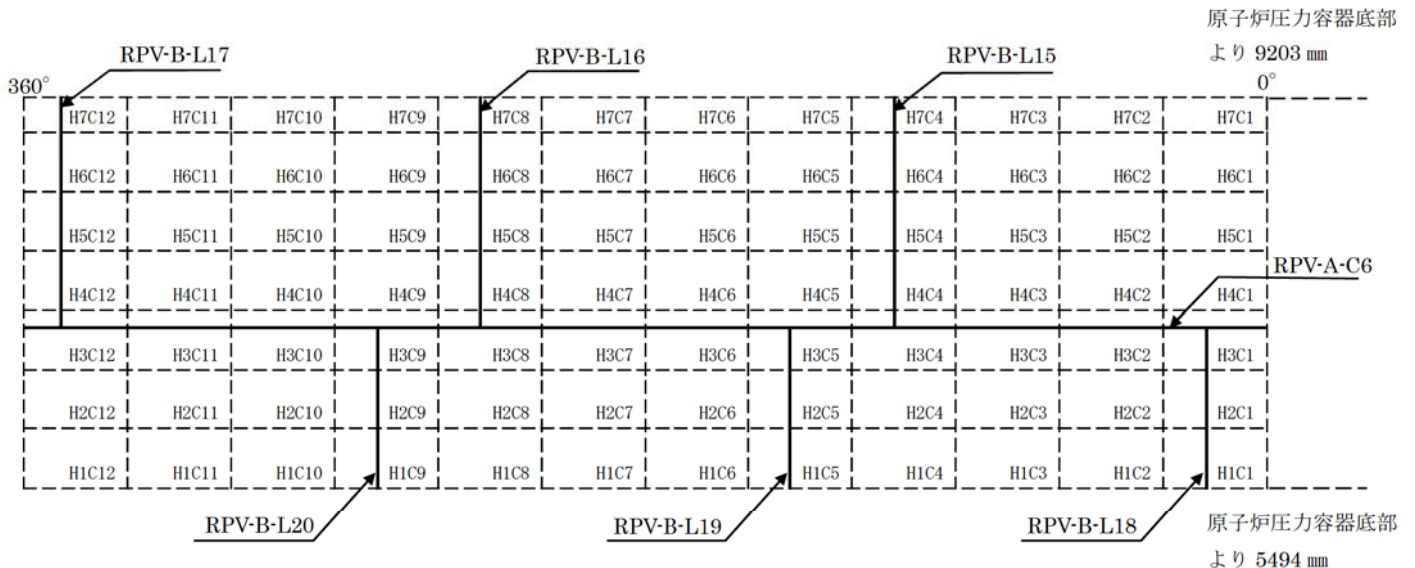 原子炉圧力容器底部
より 9203 mm
RPV-B-L17
RPV-B-L16
RPV-B-L15
360°
0°
H7C12 H7C11 H7C10 H7C9 H7C8 H7C7 H7C6 H7C5 H7C4 H7C3 H7C2 H7C1
H6C12 H6C11 H6C10 H6C9 H6C8 H6C7 H6C6 H6C5 H6C4 H6C3 H6C2 H6C1
H5C12 H5C11 H5C10 H5C9 H5C8 H5C7 H5C6 H5C5 H5C4 H5C3 H5C2 H5C1
RPV-A-C6
H4C12 H4C11 H4C10 H4C9 H4C8 H4C7 H4C6 H4C5 H4C4 H4C3 H4C2 H4C1
H3C12 H3C11 H3C10 H3C9 H3C8 H3C7 H3C6 H3C5 H3C4 H3C3 H3C2 H3C1
H2C12 H2C11 H2C10 H2C9 H2C8 H2C7 H2C6 H2C5 H2C4 H2C3 H2C2 H2C1
H1C12 H1C11 H1C10 H1C9 H1C8 H1C7 H1C6 H1C5 H1C4 H1C3 H1C2 H1C1
RPV-B-L20
RPV-B-L19
RPV-B-L18
原子炉圧力容器底部
より 5494 mm